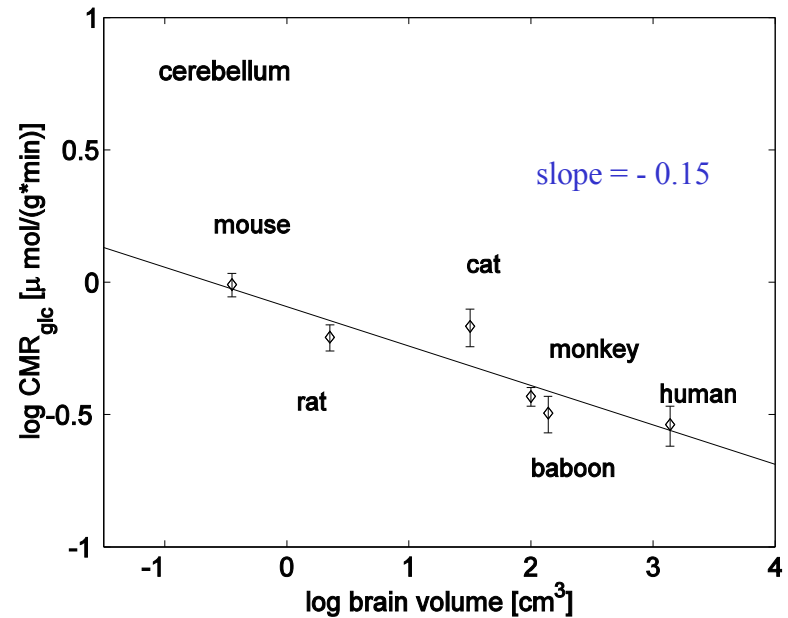 1
cerebellum
0.5
slope = - 0.15
mouse
cat
0
monkey
human
rat
-0.5
baboon
-1
-1 0 1 2 3 4
log brain volume [cm³]
log CMR_glc [μ mol/(g*min)]